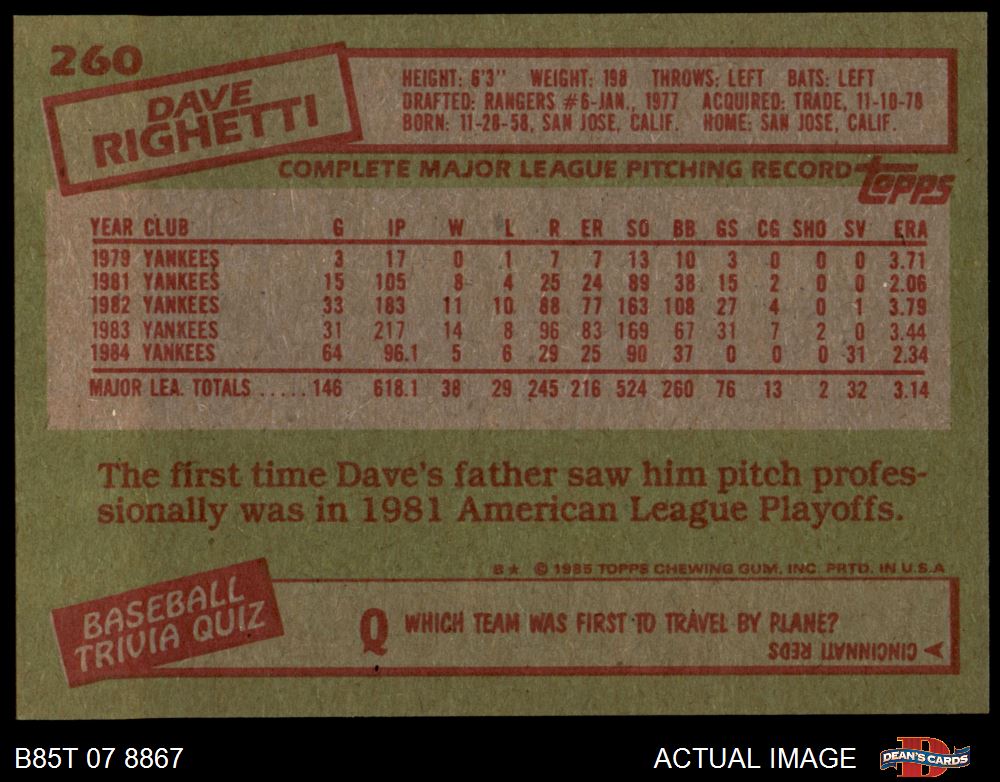 260
DAVE
RIGHETTI
HEIGHT: 6'3" WEIGHT: 198 THROWS: LEFT BATS: LEFT
DRAFTED: RANGERS #6-JAN., 1977 ACQUIRED: TRADE, 11-10-78
BORN: 11-28-58, SAN JOSE, CALIF. HOME: SAN JOSE, CALIF.
COMPLETE MAJOR LEAGUE PITCHING RECORD
topps
YEAR CLUB G IP W L R ER SO BB GS CG SHO SV ERA
1979 YANKEES 3 17 0 1 7 7 13 10 3 0 0 0 3.71
1981 YANKEES 15 105 8 4 25 24 89 38 15 2 0 0 2.06
1982 YANKEES 33 183 11 10 88 77 163 108 27 4 0 1 3.79
1983 YANKEES 31 217 14 8 96 83 169 67 31 7 2 0 3.44
1984 YANKEES 64 96.1 5 6 29 25 90 37 0 0 0 31 2.34
MAJOR LEA. TOTALS ..... 146 618.1 38 29 245 216 524 260 76 13 2 32 3.14
The first time Dave's father saw him pitch profes-
sionally was in 1981 American League Playoffs.
B★ © 1985 TOPPS CHEWING GUM, INC. PRTD. IN U.S.A
BASEBALL
TRIVIA QUIZ
Q WHICH TEAM WAS FIRST TO TRAVEL BY PLANE?
A CINCINNATI REDS
B85T 07 8867
ACTUAL IMAGE
D
DEAN'S CARDS